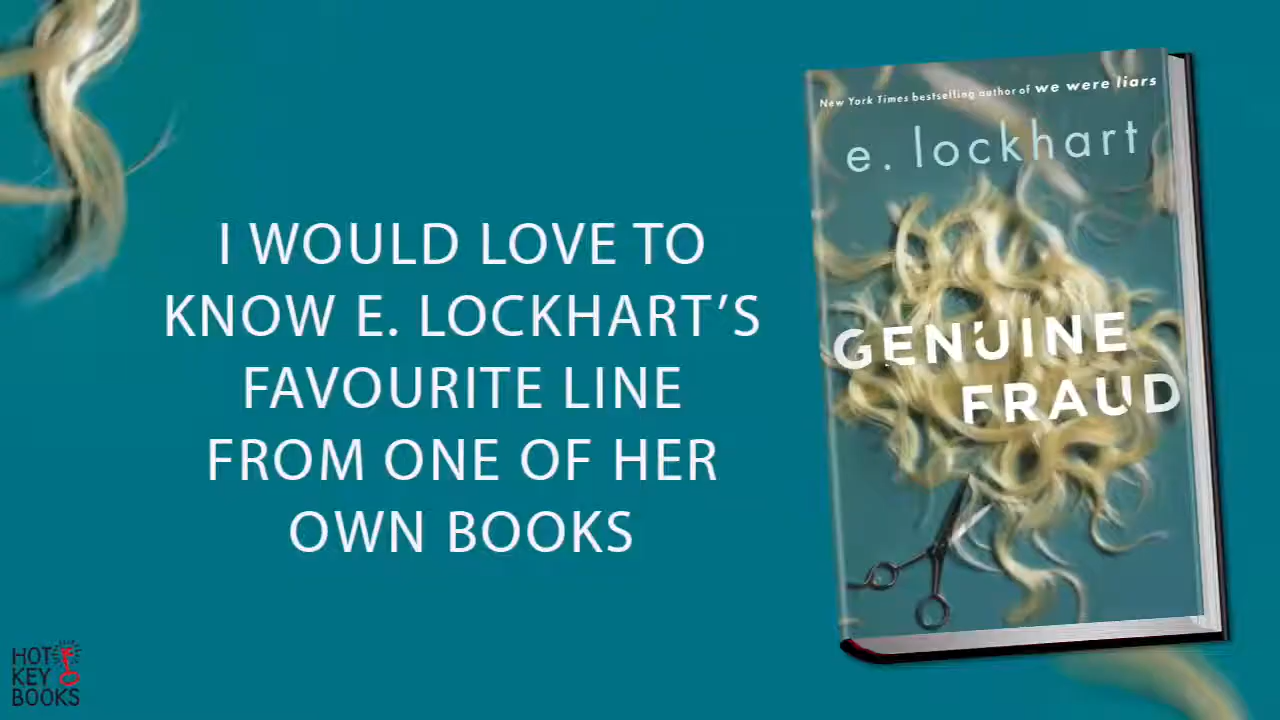 I WOULD LOVE TO
KNOW E. LOCKHART’S
FAVOURITE LINE
FROM ONE OF HER
OWN BOOKS
New York Times bestselling author of we were liars
e. lockhart
GENUINE
FRAUD
HOT
KEY
BOOKS